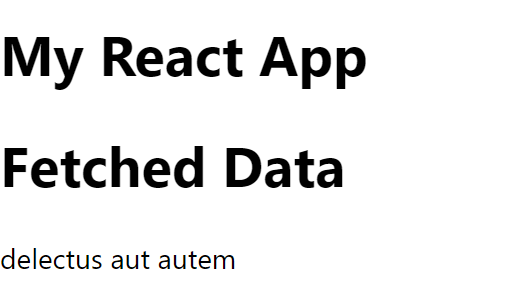 My React App
Fetched Data
delectus aut autem